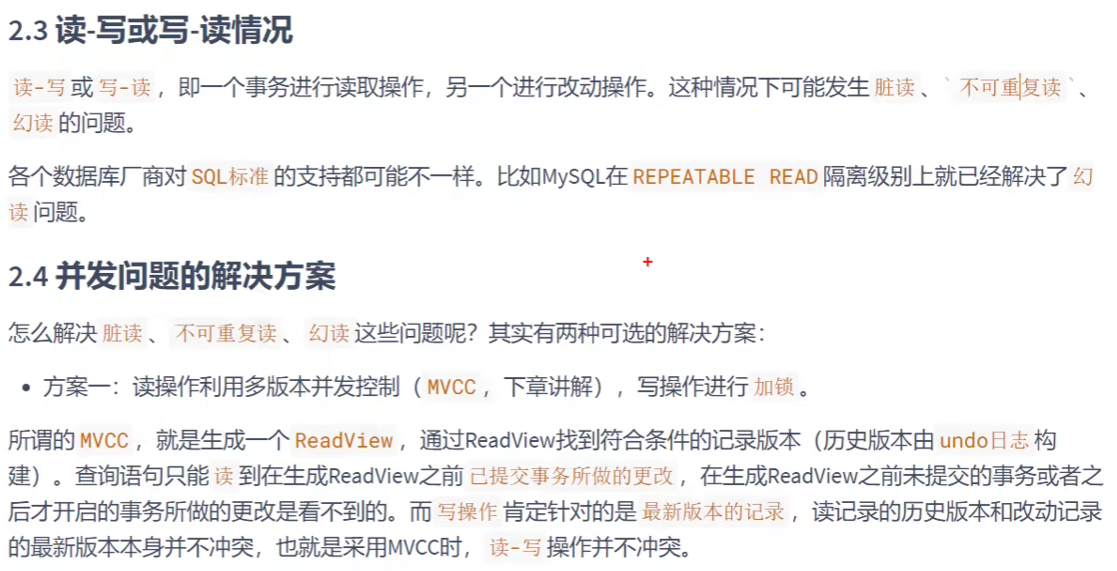 2.3 读-写或写-读情况
读-写 或 写-读 ，即一个事务进行读取操作，另一个进行改动操作。这种情况下可能发生 脏读 、 ` 不可重复读 ` 、
幻读 的问题。
各个数据库厂商对 SQL标准 的支持都可能不一样。比如MySQL在 REPEATABLE READ 隔离级别上就已经解决了 幻
读 问题。
2.4 并发问题的解决方案
怎么解决 脏读 、 不可重复读 、 幻读 这些问题呢？其实有两种可选的解决方案：
• 方案一：读操作利用多版本并发控制（ MVCC ，下章讲解），写操作进行 加锁 。
所谓的 MVCC ，就是生成一个 ReadView ，通过ReadView找到符合条件的记录版本（历史版本由 undo日志 构
建）。查询语句只能 读 到在生成ReadView之前 已提交事务所做的更改 ，在生成ReadView之前未提交的事务或者之
后才开启的事务所做的更改是看不到的。而 写操作 肯定针对的是 最新版本的记录 ，读记录的历史版本和改动记录
的最新版本本身并不冲突，也就是采用MVCC时， 读-写 操作并不冲突。